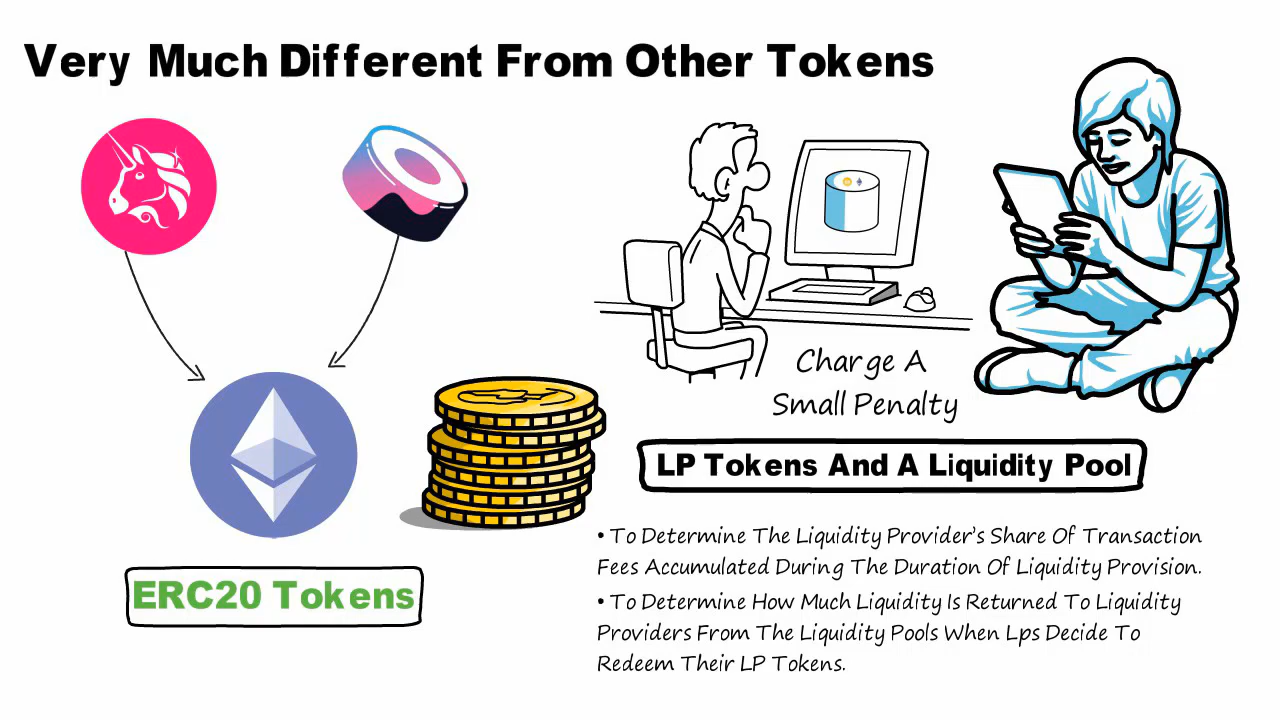 Very Much Different From Other Tokens
Charge A
Small Penalty
LP Tokens And A Liquidity Pool
ERC20 Tokens
• To Determine The Liquidity Provider's Share Of Transaction
Fees Accumulated During The Duration Of Liquidity Provision.
• To Determine How Much Liquidity Is Returned To Liquidity
Providers From The Liquidity Pools When Lps Decide To
Redeem Their LP Tokens.